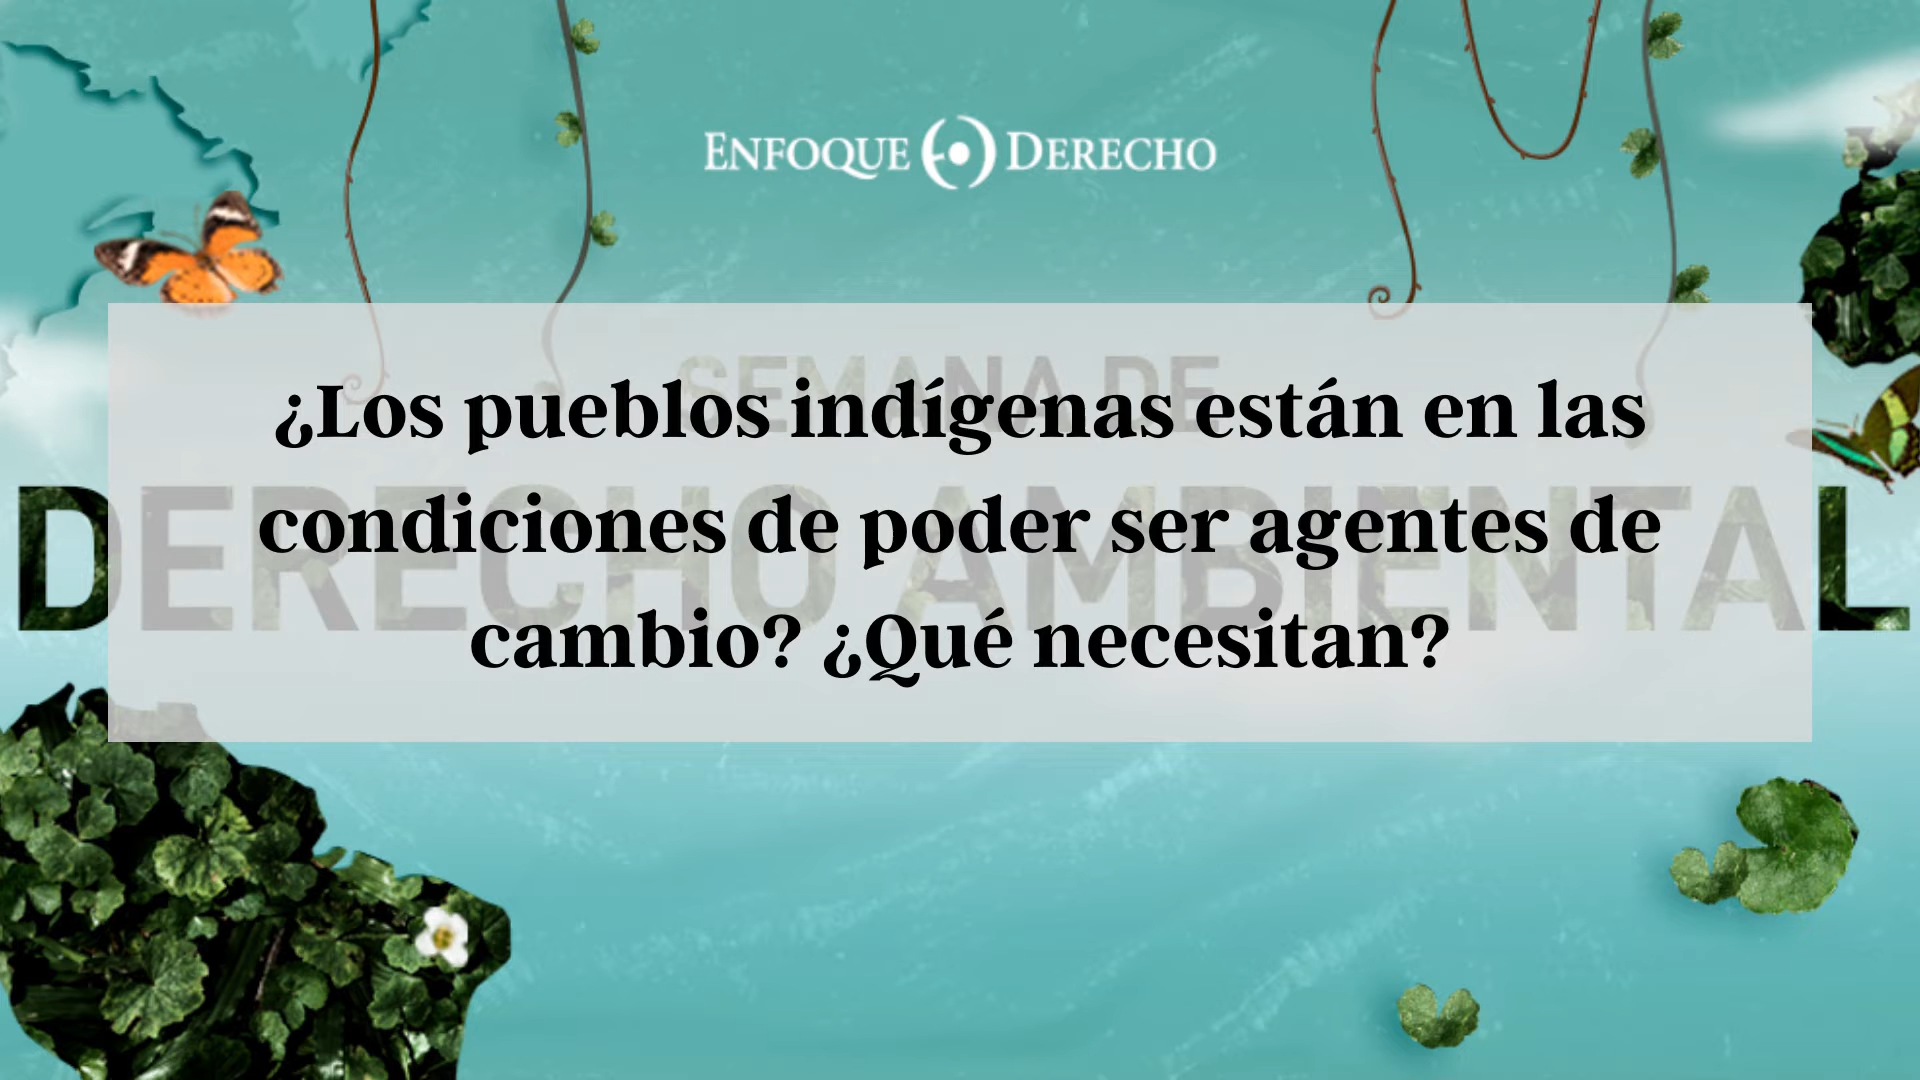 ENFOQUE DERECHO
SEMANA DE
¿Los pueblos indígenas están en las
condiciones de poder ser agentes de
cambio? ¿Qué necesitan?
DERECHO AMBIENTAL